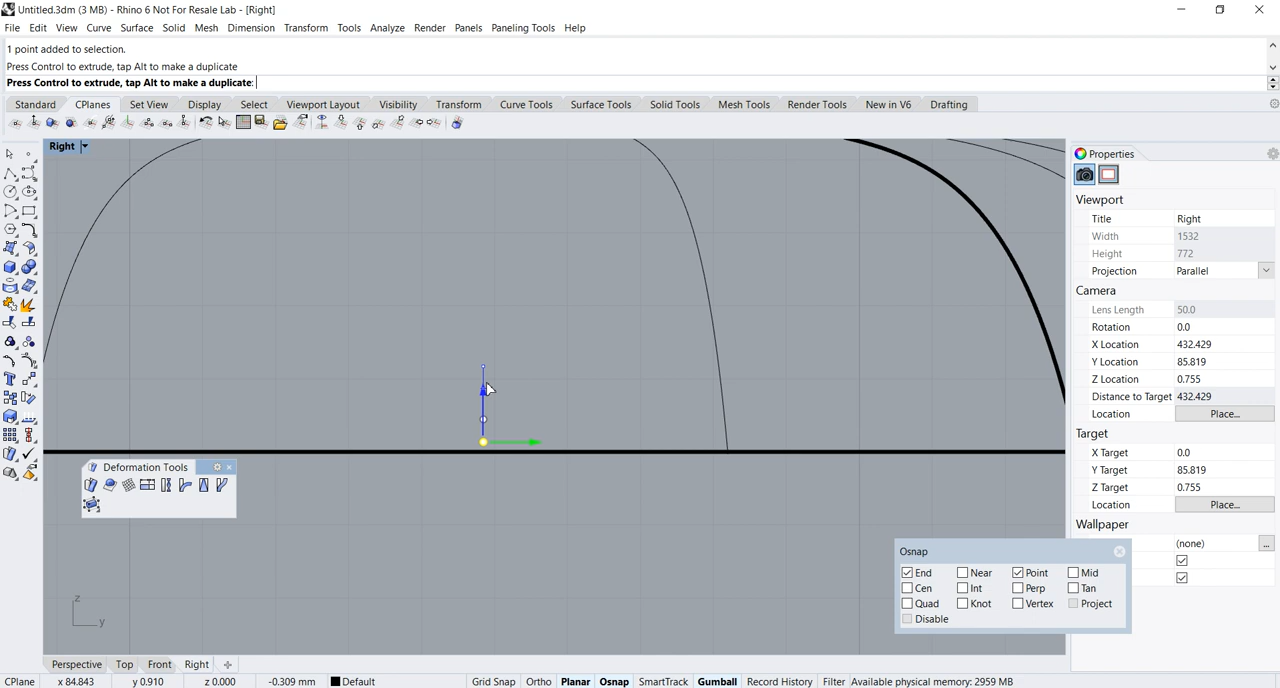 Untitled.3dm (3 MB) - Rhino 6 Not For Resale Lab - [Right]
File Edit View Curve Surface Solid Mesh Dimension Transform Tools Analyze Render Panels Paneling Tools Help
1 point added to selection.
Press Control to extrude, tap Alt to make a duplicate
Press Control to extrude, tap Alt to make a duplicate:
Standard CPlanes Set View Display Select Viewport Layout Visibility Transform Curve Tools Surface Tools Solid Tools Mesh Tools Render Tools New in V6 Drafting
Right
Properties
Viewport
Title Right
Width 1532
Height 772
Projection Parallel
Camera
Lens Length 50.0
Rotation 0.0
X Location 432.429
Y Location 85.819
Z Location 0.755
Distance to Target 432.429
Location Place...
Target
X Target 0.0
Y Target 85.819
Z Target 0.755
Location Place...
Wallpaper
(none) ...
Deformation Tools
Osnap
End Near Point Mid
Cen Int Perp Tan
Quad Knot Vertex Project
Disable
z
y
Perspective Top Front Right
CPlane x 84.843 y 0.910 z 0.000 -0.309 mm Default Grid Snap Ortho Planar Osnap SmartTrack Gumball Record History Filter Available physical memory: 2959 MB